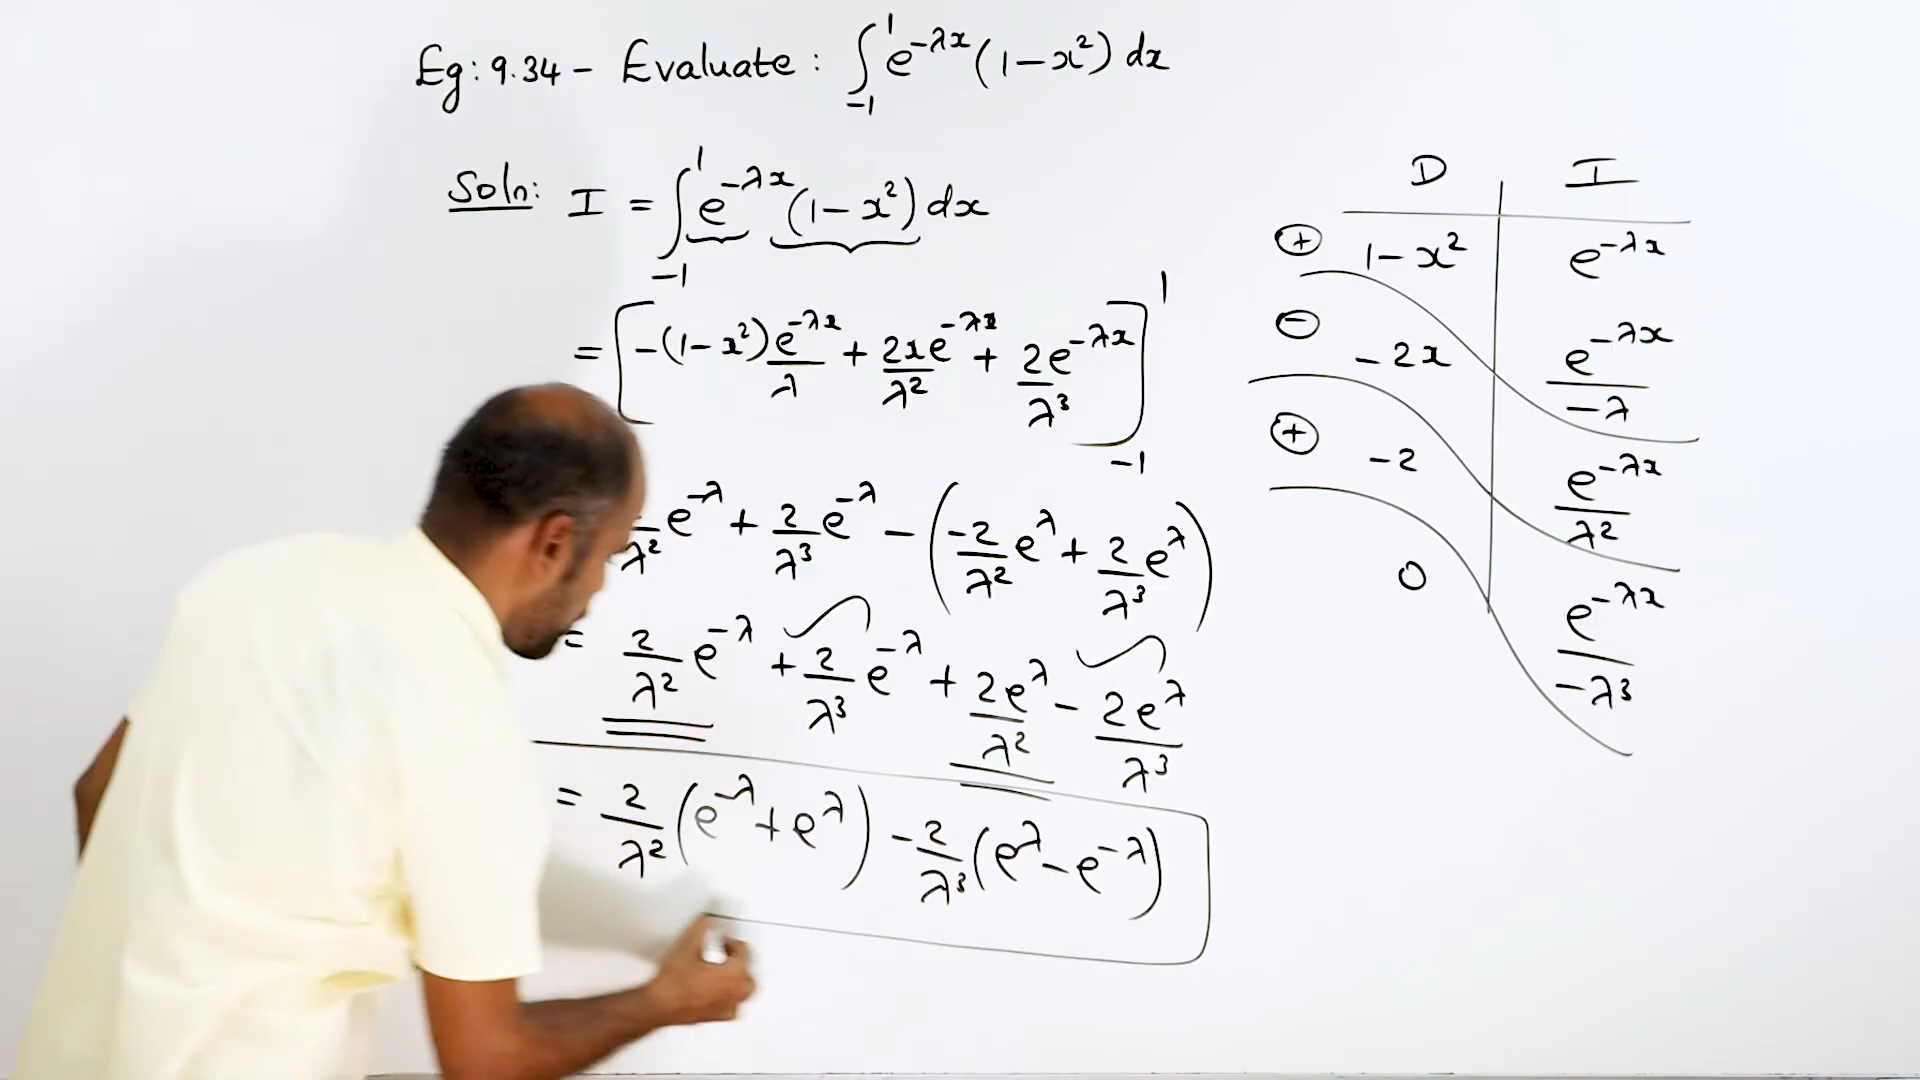 Eg: 9.34 - Evaluate : ∫₋₁¹ e^{-λx} (1-x²) dx
Soln: I = ∫₋₁¹ e^{-λx} (1-x²) dx
= [ -(1-x²) e^{-λx}/λ + 2xe^{-λx}/λ² + 2e^{-λx}/λ³ ]₋₁¹
/λ² e^{-λ} + 2/λ³ e^{-λ} - ( -2/λ² e^{λ} + 2/λ³ e^{λ} )
= 2/λ² e^{-λ} + 2/λ³ e^{-λ} + 2e^{λ}/λ² - 2e^{λ}/λ³
= 2/λ² (e^{-λ} + e^{λ}) - 2/λ³ (e^{λ} - e^{-λ})
D I
+ 1-x² e^{-λx}
- -2x e^{-λx}/-λ
+ -2 e^{-λx}/λ²
0 e^{-λx}/-λ³